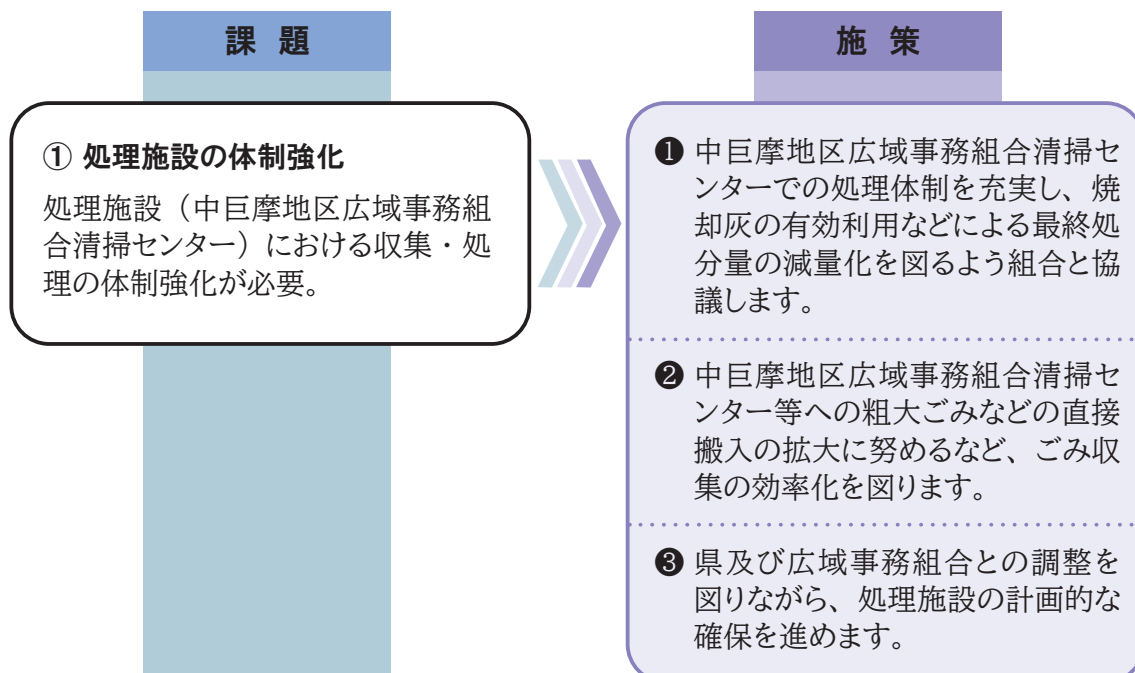 課 題
① 処理施設の体制強化
処理施設（中巨摩地区広域事務組
合清掃センター）における収集・処
理の体制強化が必要。
施 策
❶ 中巨摩地区広域事務組合清掃セ
ンターでの処理体制を充実し、焼
却灰の有効利用などによる最終処
分量の減量化を図るよう組合と協
議します。
❷ 中巨摩地区広域事務組合清掃セ
ンター等への粗大ごみなどの直接
搬入の拡大に努めるなど、ごみ収
集の効率化を図ります。
❸ 県及び広域事務組合との調整を
図りながら、処理施設の計画的な
確保を進めます。